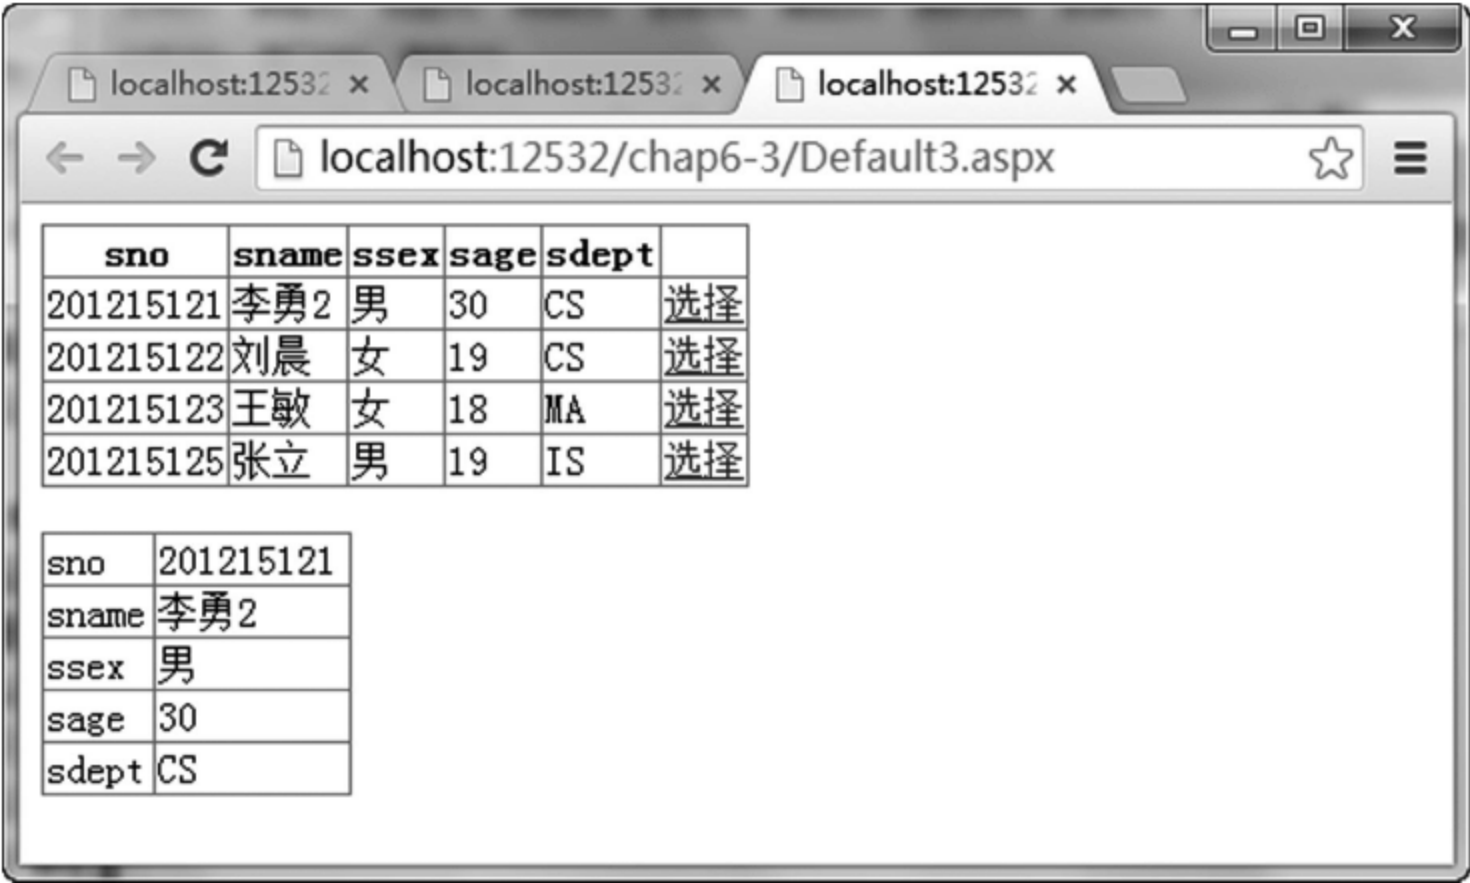 localhost:12532 localhost:12532 localhost:12532
localhost:12532/chap6-3/Default3.aspx
sno sname ssex sage sdept
201215121 李勇2 男 30 CS 选择
201215122 刘晨 女 19 CS 选择
201215123 王敏 女 18 MA 选择
201215125 张立 男 19 IS 选择
sno 201215121
sname 李勇2
ssex 男
sage 30
sdept CS